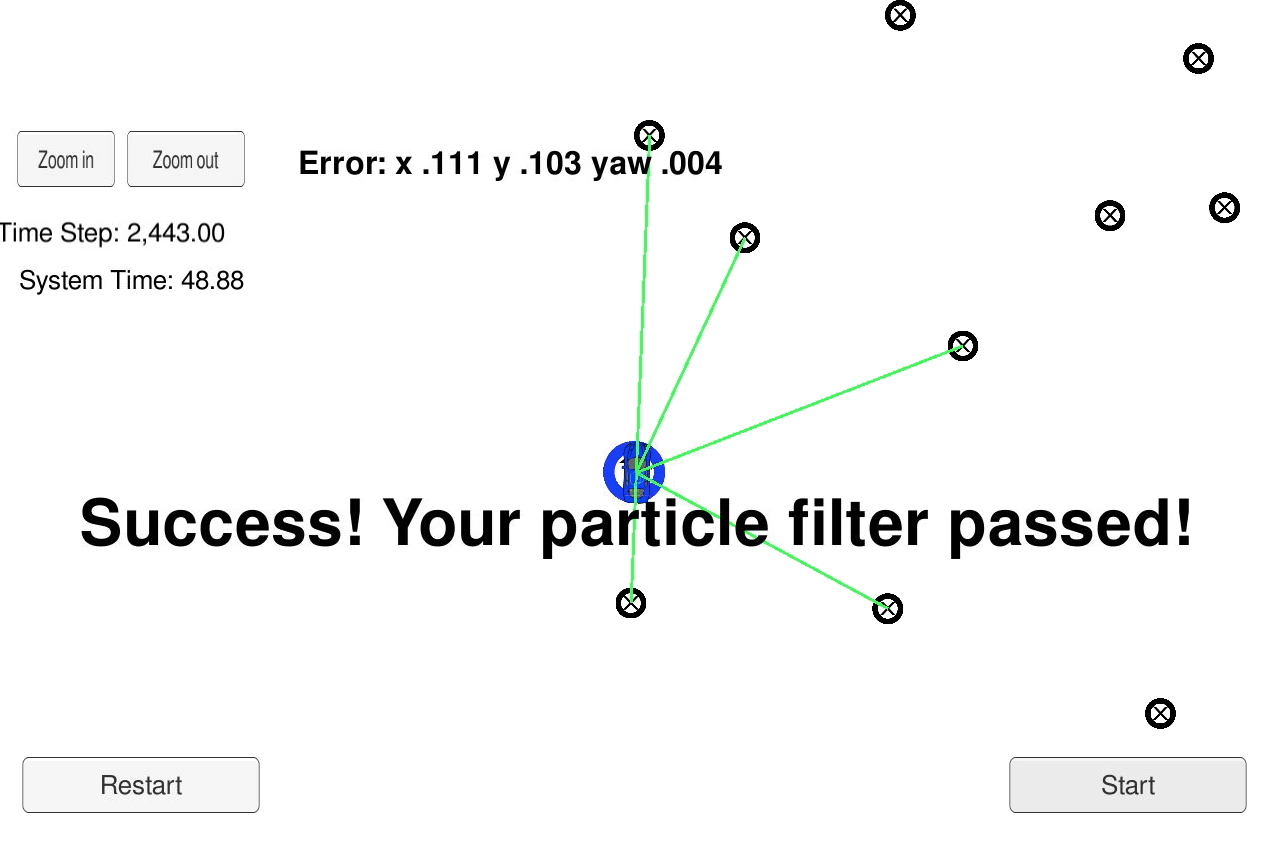 Zoom in
Zoom out
Error: x .111 y .103 yaw .004
Time Step: 2,443.00
System Time: 48.88
Success! Your particle filter passed!
Restart
Start